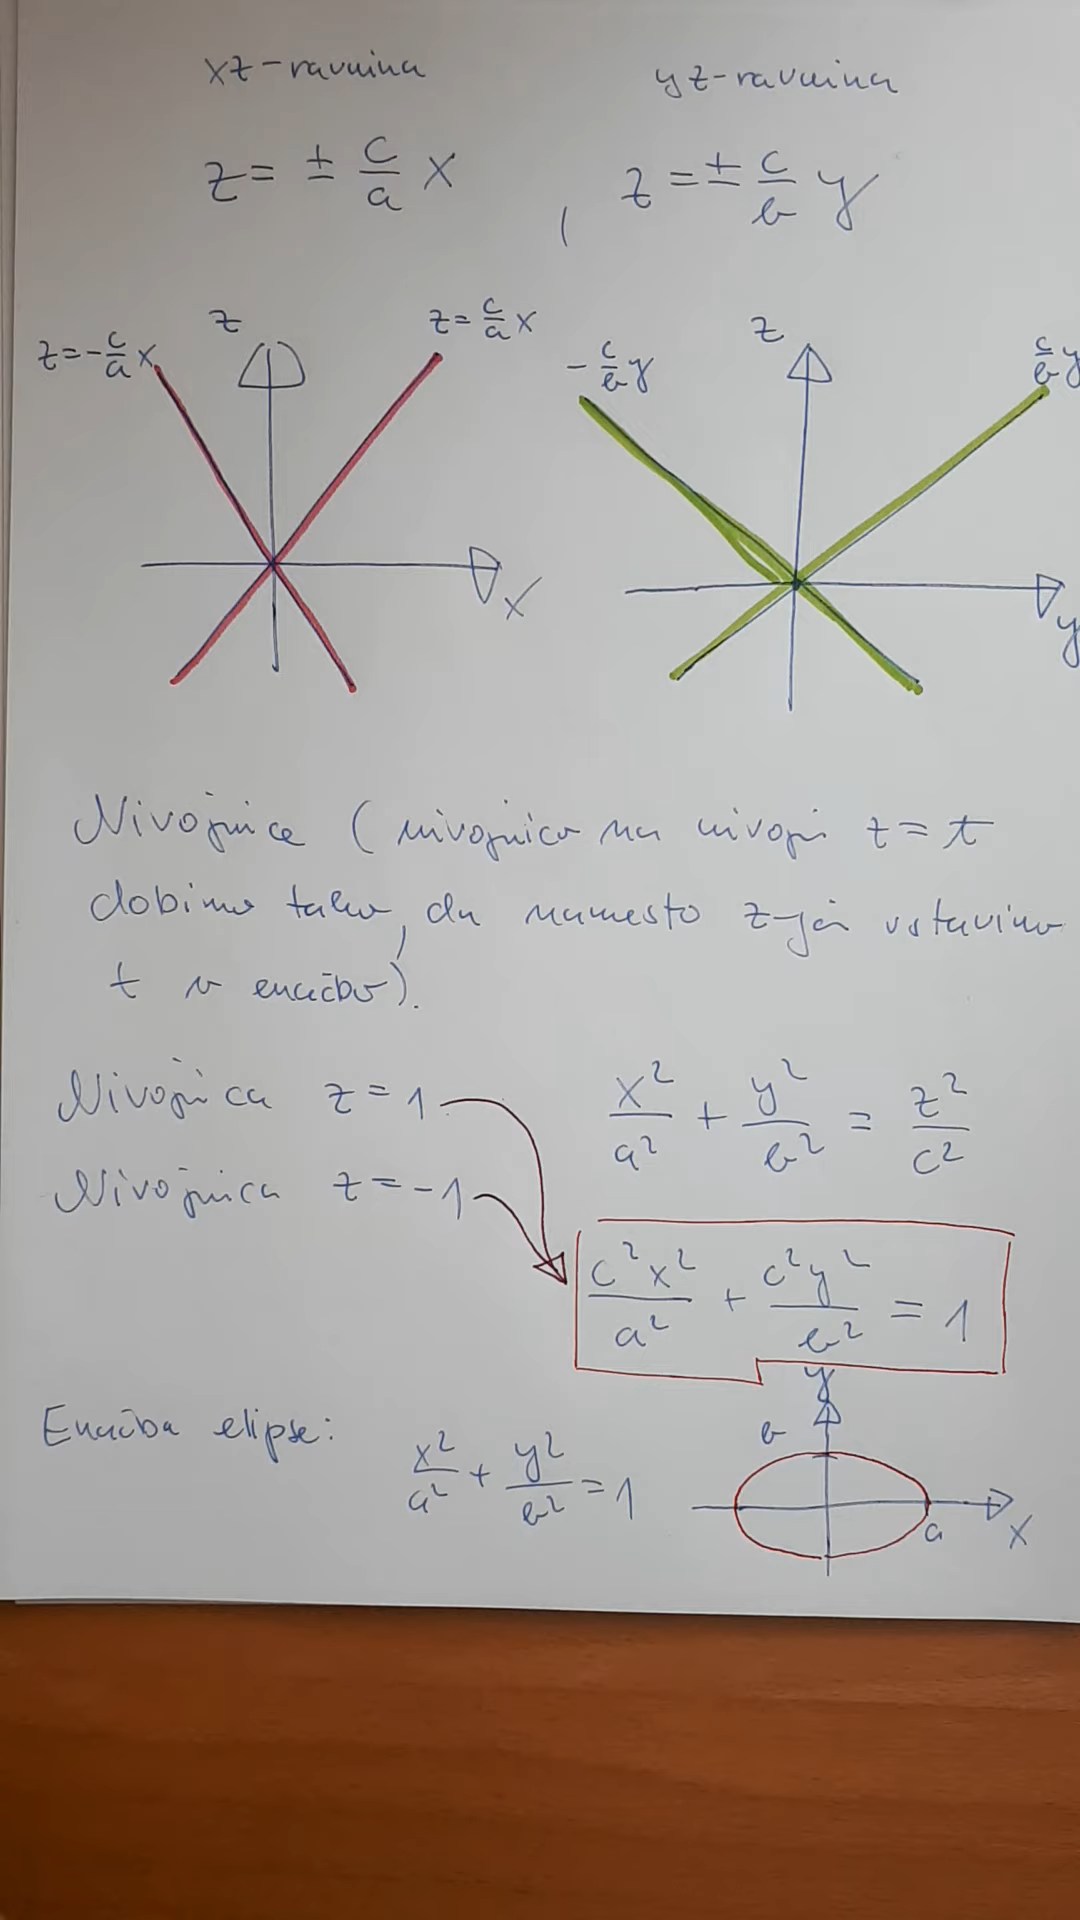 xz-ravnina yz-ravnina
z = ± c/a x , z = ± c/b y
z = -c/a x z z = c/a x -c/b y z c/b y
x y
Nivojnice (nivojnico na nivoju z = t
dobimo tako, da namesto z-ja vstavimo
t v enačbo).
Nivojnica z = 1 x²/a² + y²/b² = z²/c²
Nivojnica z = -1
c²x²/a² + c²y²/b² = 1
Enačba elipse: x²/a² + y²/b² = 1
y
b
a x